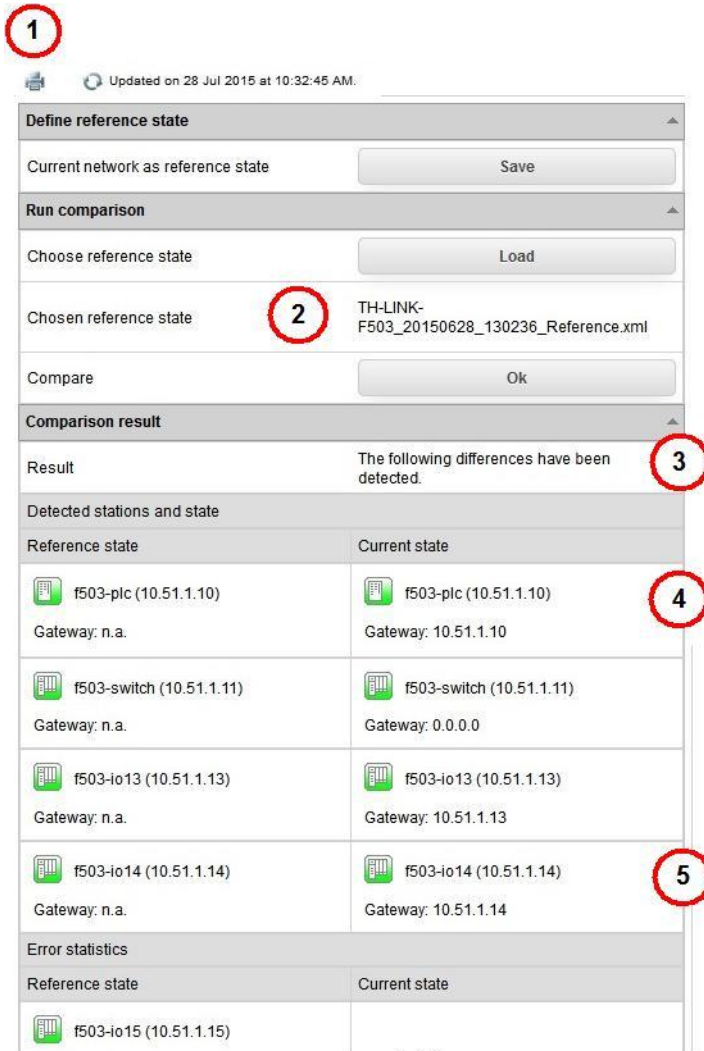 1
Updated on 28 Jul 2015 at 10:32:45 AM.
Define reference state
Current network as reference state
Save
Run comparison
Choose reference state
Load
Chosen reference state
2
TH-LINK-
F503_20150628_130236_Reference.xml
Compare
Ok
Comparison result
Result
The following differences have been
detected.
3
Detected stations and state
Reference state
Current state
f503-plc (10.51.1.10)
Gateway: n.a.
f503-plc (10.51.1.10)
Gateway: 10.51.1.10
4
f503-switch (10.51.1.11)
Gateway: n.a.
f503-switch (10.51.1.11)
Gateway: 0.0.0.0
f503-io13 (10.51.1.13)
Gateway: n.a.
f503-io13 (10.51.1.13)
Gateway: 10.51.1.13
f503-io14 (10.51.1.14)
Gateway: n.a.
f503-io14 (10.51.1.14)
Gateway: 10.51.1.14
5
Error statistics
Reference state
Current state
f503-io15 (10.51.1.15)